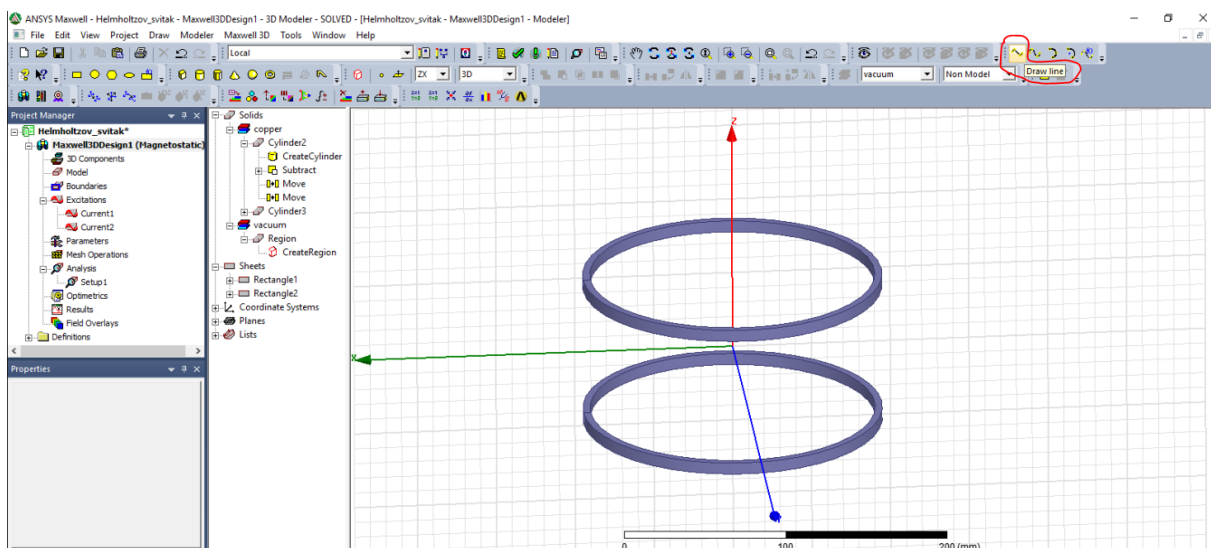 ANSYS Maxwell - Helmholtzov_svitak - Maxwell3DDesign1 - 3D Modeler - SOLVED - [Helmholtzov_svitak - Maxwell3DDesign1 - Modeler]
File Edit View Project Draw Modeler Maxwell 3D Tools Window Help
Local
ZX 3D vacuum Non Model
Draw line
Project Manager
Helmholtzov_svitak*
Maxwell3DDesign1 (Magnetostatic)
3D Components
Model
Boundaries
Excitations
Current1
Current2
Parameters
Mesh Operations
Analysis
Setup1
Optimetrics
Results
Field Overlays
Definitions
Properties
Solids
copper
Cylinder2
CreateCylinder
Subtract
Move
Move
Cylinder3
vacuum
Region
CreateRegion
Sheets
Rectangle1
Rectangle2
Coordinate Systems
Planes
Lists
Z
X
0 100 200 (mm)